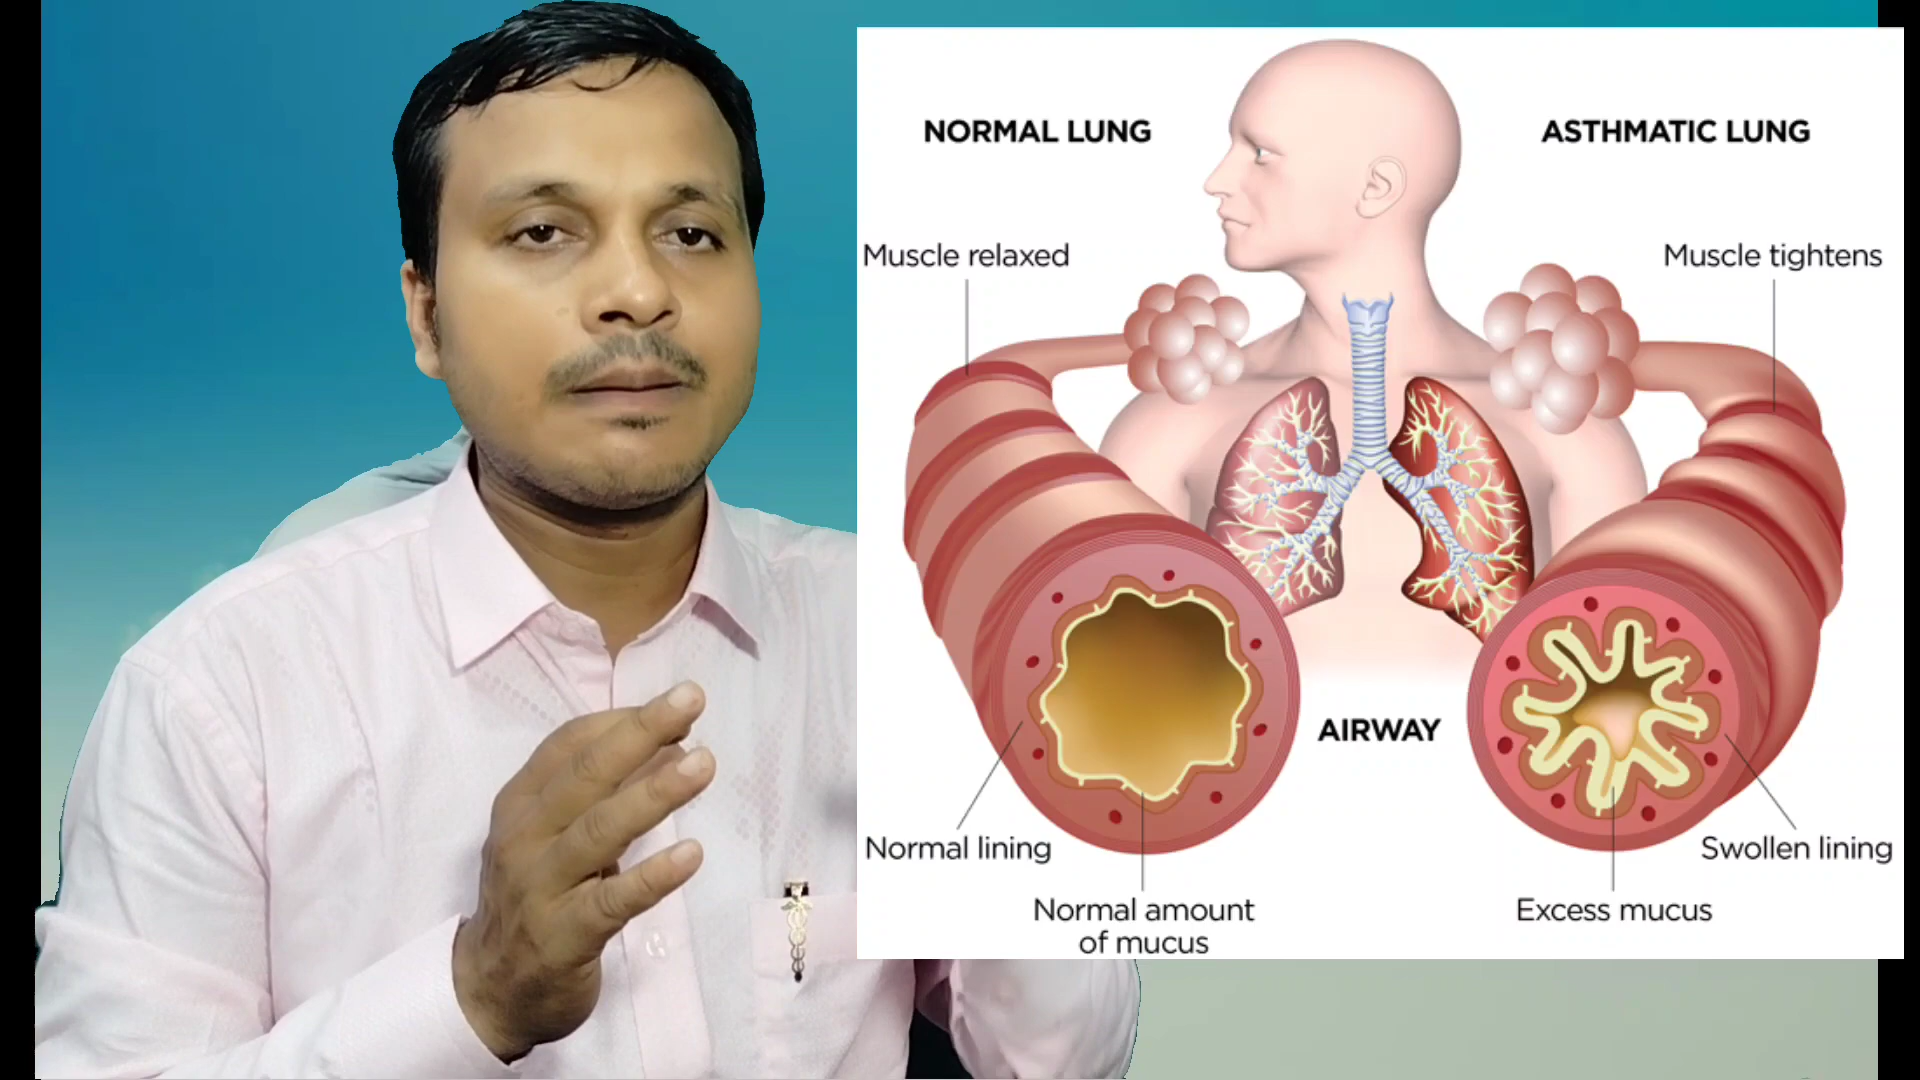 NORMAL LUNG
ASTHMATIC LUNG
Muscle relaxed
Muscle tightens
AIRWAY
Normal lining
Swollen lining
Normal amount
of mucus
Excess mucus